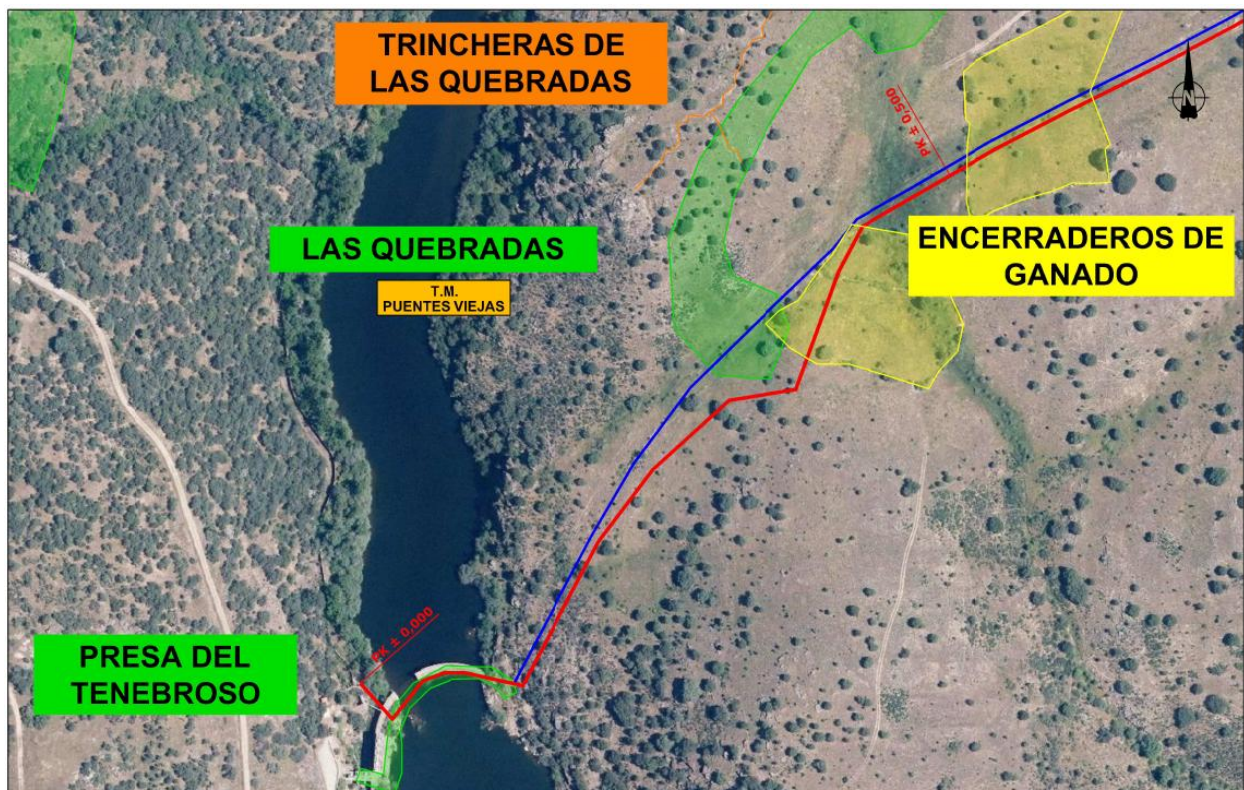 TRINCHERAS DE
LAS QUEBRADAS
N
PK ± 0,500
LAS QUEBRADAS
ENCERRADEROS DE
GANADO
T.M.
PUENTES VIEJAS
PK ± 0,000
PRESA DEL
TENEBROSO